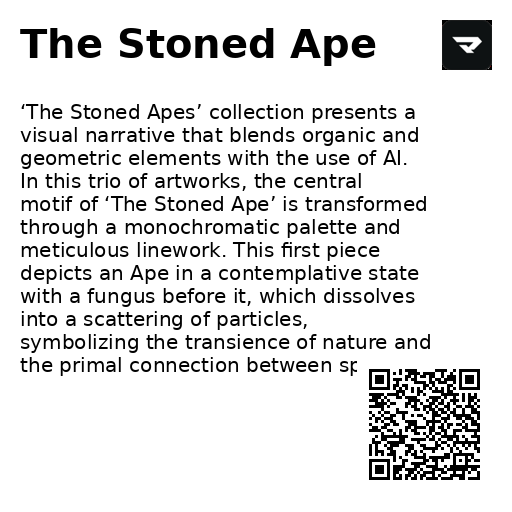 The Stoned Ape
‘The Stoned Apes’ collection presents a
visual narrative that blends organic and
geometric elements with the use of AI.
In this trio of artworks, the central
motif of ‘The Stoned Ape’ is transformed
through a monochromatic palette and
meticulous linework. This first piece
depicts an Ape in a contemplative state
with a fungus before it, which dissolves
into a scattering of particles,
symbolizing the transience of nature and
the primal connection between